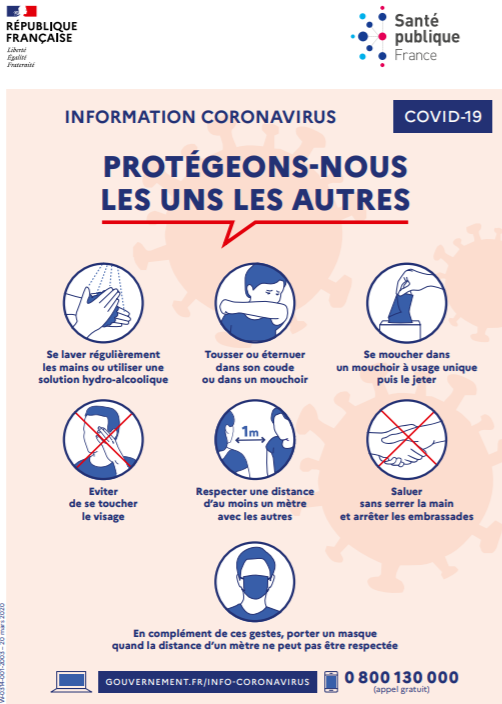 RÉPUBLIQUE
FRANÇAISE
Liberté
Égalité
Fraternité
Santé
publique
France
INFORMATION CORONAVIRUS
COVID-19
PROTÉGEONS-NOUS
LES UNS LES AUTRES
Se laver régulièrement
les mains ou utiliser une
solution hydro-alcoolique
Tousser ou éternuer
dans son coude
ou dans un mouchoir
Se moucher dans
un mouchoir à usage unique
puis le jeter
Eviter
de se toucher
le visage
1m
Respecter une distance
d'au moins un mètre
avec les autres
Saluer
sans serrer la main
et arrêter les embrassades
En complément de ces gestes, porter un masque
quand la distance d'un mètre ne peut pas être respectée
GOUVERNEMENT.FR/INFO-CORONAVIRUS
0 800 130 000
(appel gratuit)
W-0314-001-2003 – 20 mars 2020